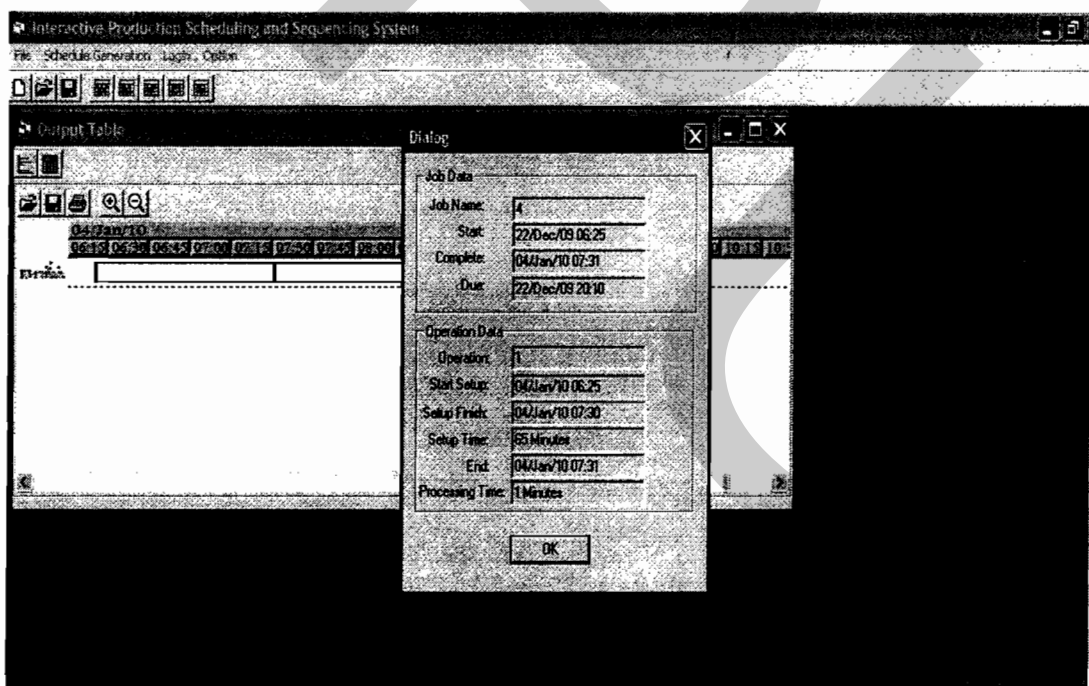 Interactive Production Scheduling and Sequencing System
File Schedule Generation Login Option
Output Table
04/Jan/10
06:15 06:30 06:45 07:00 07:15 07:30 07:45 08:00
10:15
Dialog
Job Data
Job Name: 4
Start: 22/Dec/09 06:25
Complete: 04/Jan/10 07:31
Due: 22/Dec/09 20:10
Operation Data
Operation: 1
Start Setup: 04/Jan/10 06:25
Setup Finish: 04/Jan/10 07:30
Setup Time: 65 Minutes
End: 04/Jan/10 07:31
Processing Time: 1 Minutes
OK